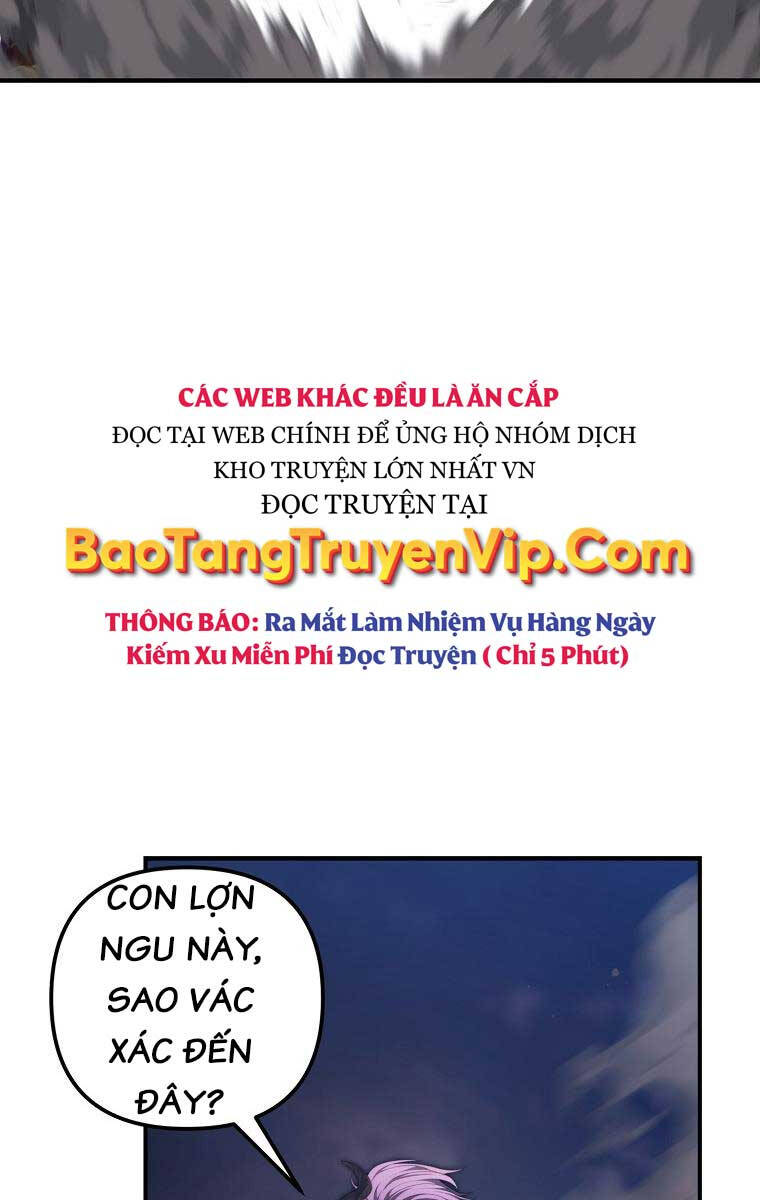 CÁC WEB KHÁC ĐỀU LÀ ĂN CẮP
ĐỌC TẠI WEB CHÍNH ĐỂ ỦNG HỘ NHÓM DỊCH
KHO TRUYỆN LỚN NHẤT VN
ĐỌC TRUYỆN TẠI
BaoTangTruyenVip.Com
THÔNG BÁO: Ra Mắt Làm Nhiệm Vụ Hàng Ngày
Kiếm Xu Miễn Phí Đọc Truyện ( Chỉ 5 Phút)
CON LỢN
NGU NÀY,
SAO VÁC
XÁC ĐẾN
ĐÂY?